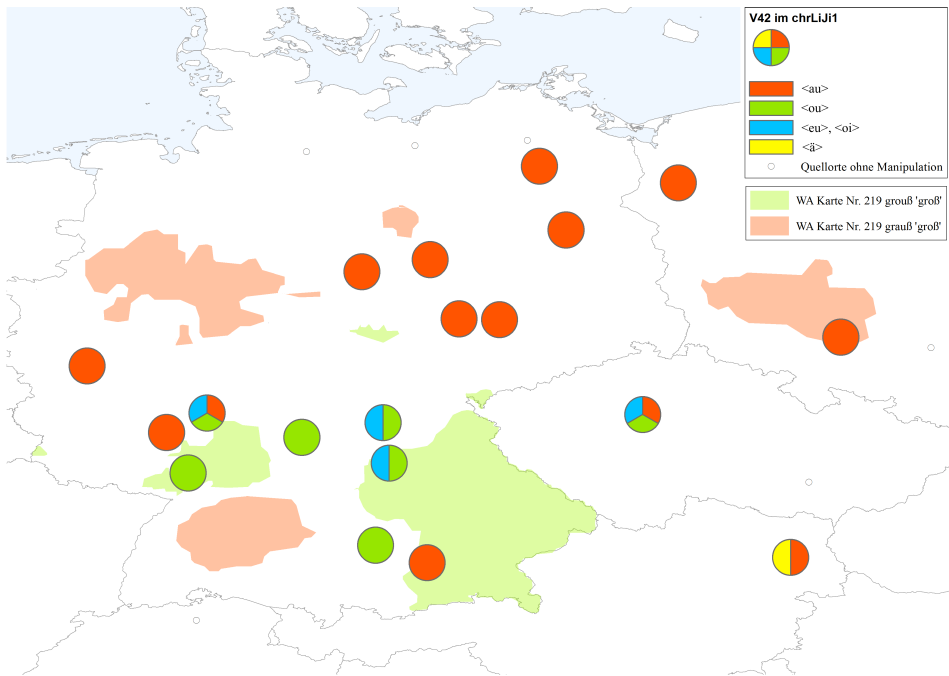 V42 im chrLiJi1
<au>
<ou>
<eu>, <oi>
<ä>
Quellorte ohne Manipulation
WA Karte Nr. 219 grouß 'groß'
WA Karte Nr. 219 grauß 'groß'